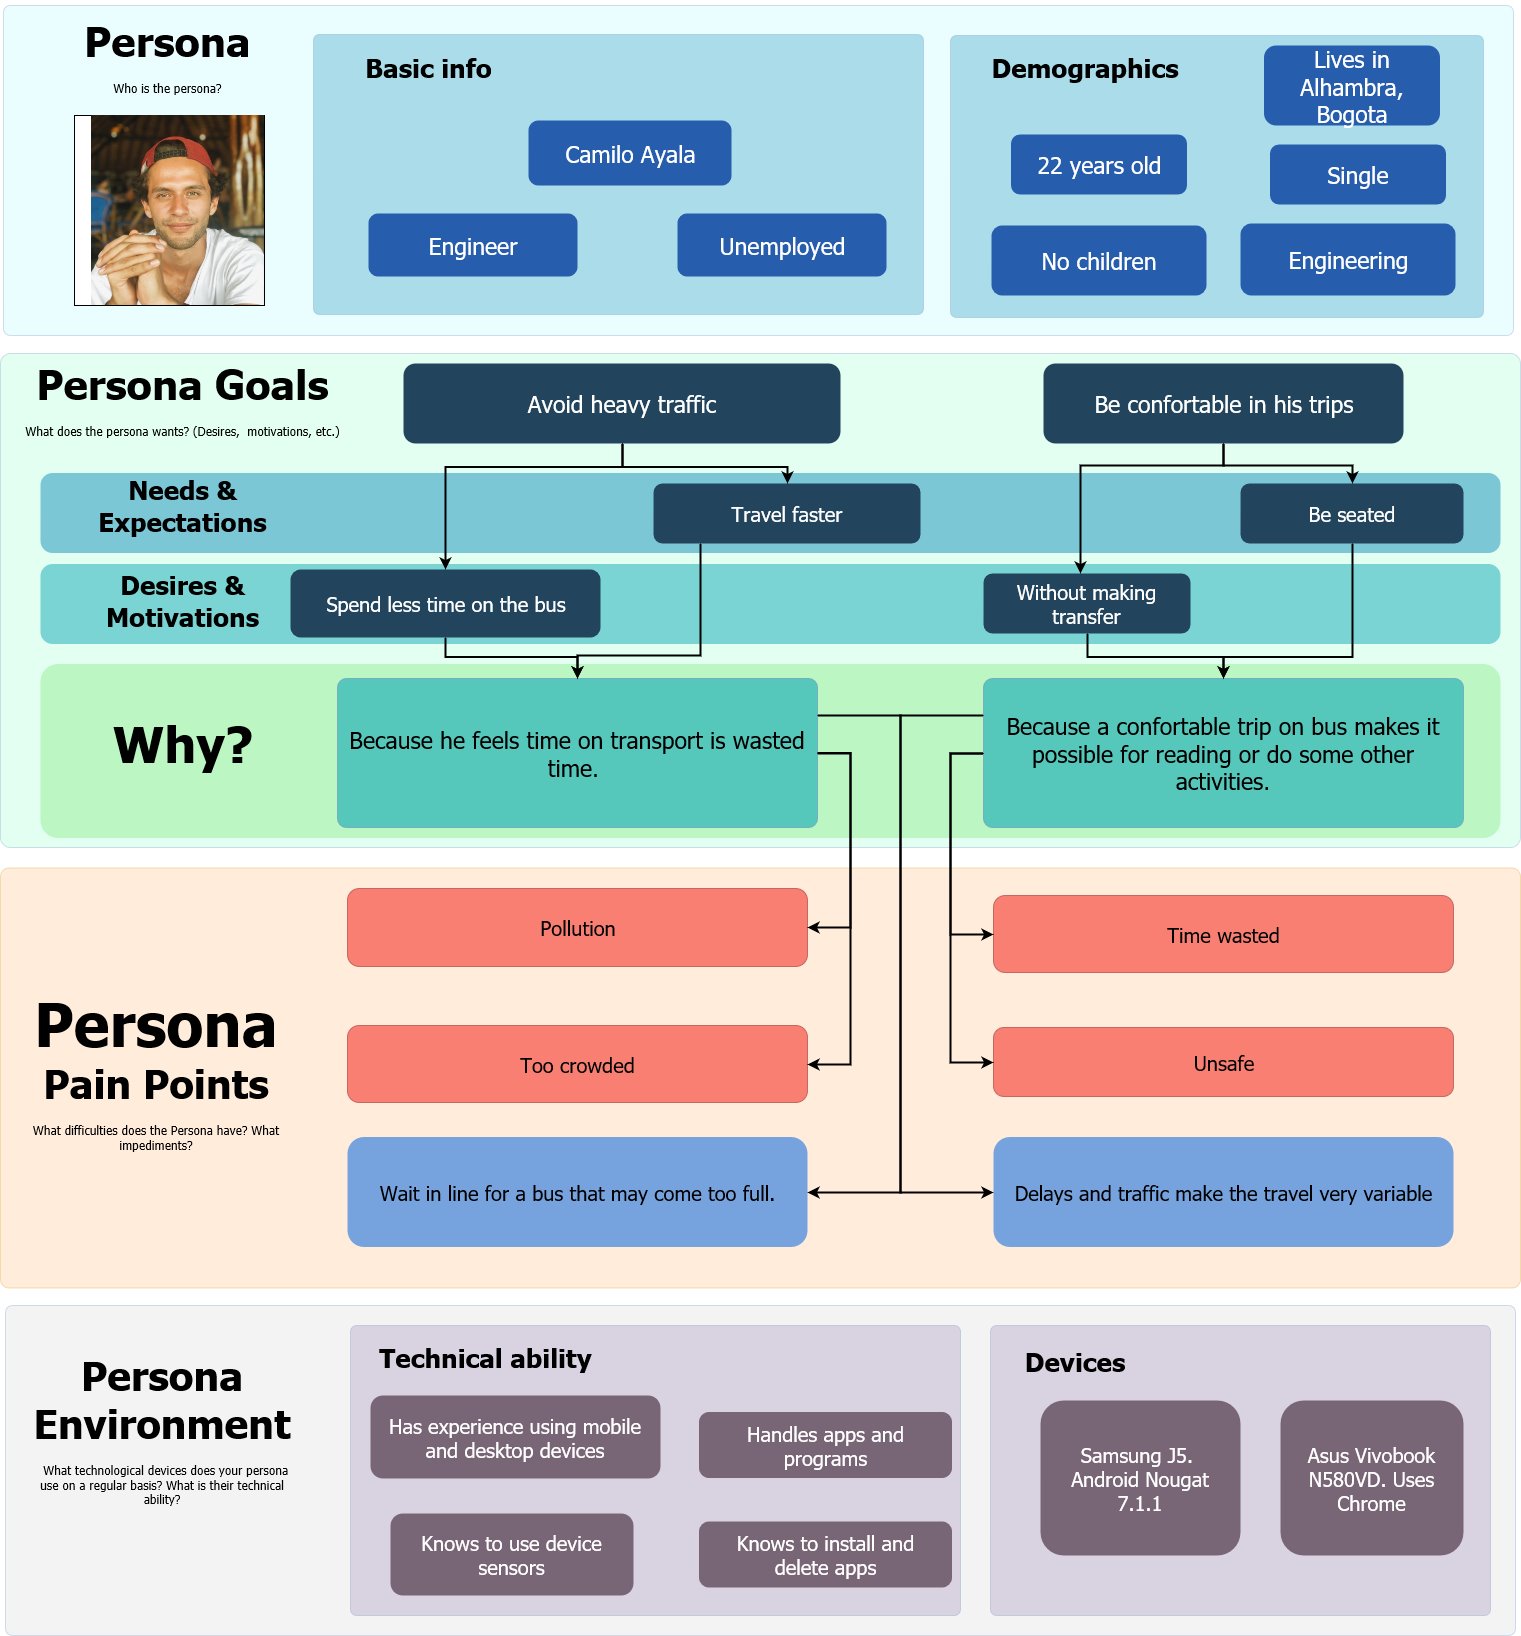 Persona
Who is the persona?
Basic info
Camilo Ayala
Engineer
Unemployed
Demographics
Lives in
Alhambra,
Bogota
22 years old
Single
No children
Engineering
Persona Goals
What does the persona wants? (Desires,  motivations, etc.)
Avoid heavy traffic
Be confortable in his trips
Needs &
Expectations
Travel faster
Be seated
Desires &
Motivations
Spend less time on the bus
Without making
transfer
Why?
Because he feels time on transport is wasted
time.
Because a confortable trip on bus makes it
possible for reading or do some other
activities.
Persona
Pain Points
What difficulties does the Persona have? What
impediments?
Pollution
Time wasted
Too crowded
Unsafe
Wait in line for a bus that may come too full.
Delays and traffic make the travel very variable
Persona
Environment
What technological devices does your persona
use on a regular basis? What is their technical
ability?
Technical ability
Has experience using mobile
and desktop devices
Handles apps and
programs
Knows to use device
sensors
Knows to install and
delete apps
Devices
Samsung J5.
Android Nougat
7.1.1
Asus Vivobook
N580VD. Uses
Chrome